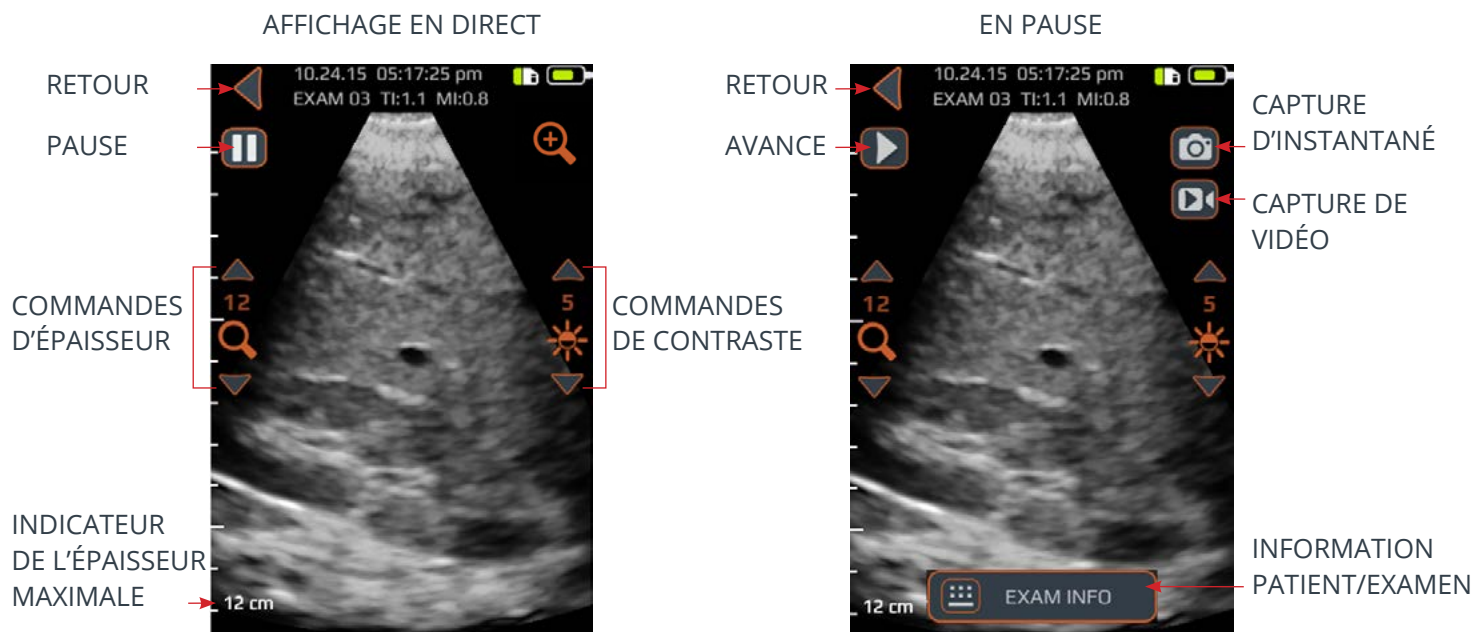 AFFICHAGE EN DIRECT
RETOUR
PAUSE
COMMANDES
D'ÉPAISSEUR
INDICATEUR
DE L'ÉPAISSEUR
MAXIMALE
10.24.15 05:17:25 pm
EXAM 03 TI:1.1 MI:0.8
12
5
12 cm
COMMANDES
DE CONTRASTE
EN PAUSE
RETOUR
AVANCE
10.24.15 05:17:25 pm
EXAM 03 TI:1.1 MI:0.8
12
5
12 cm
EXAM INFO
CAPTURE
D'INSTANTANÉ
CAPTURE DE
VIDÉO
INFORMATION
PATIENT/EXAMEN